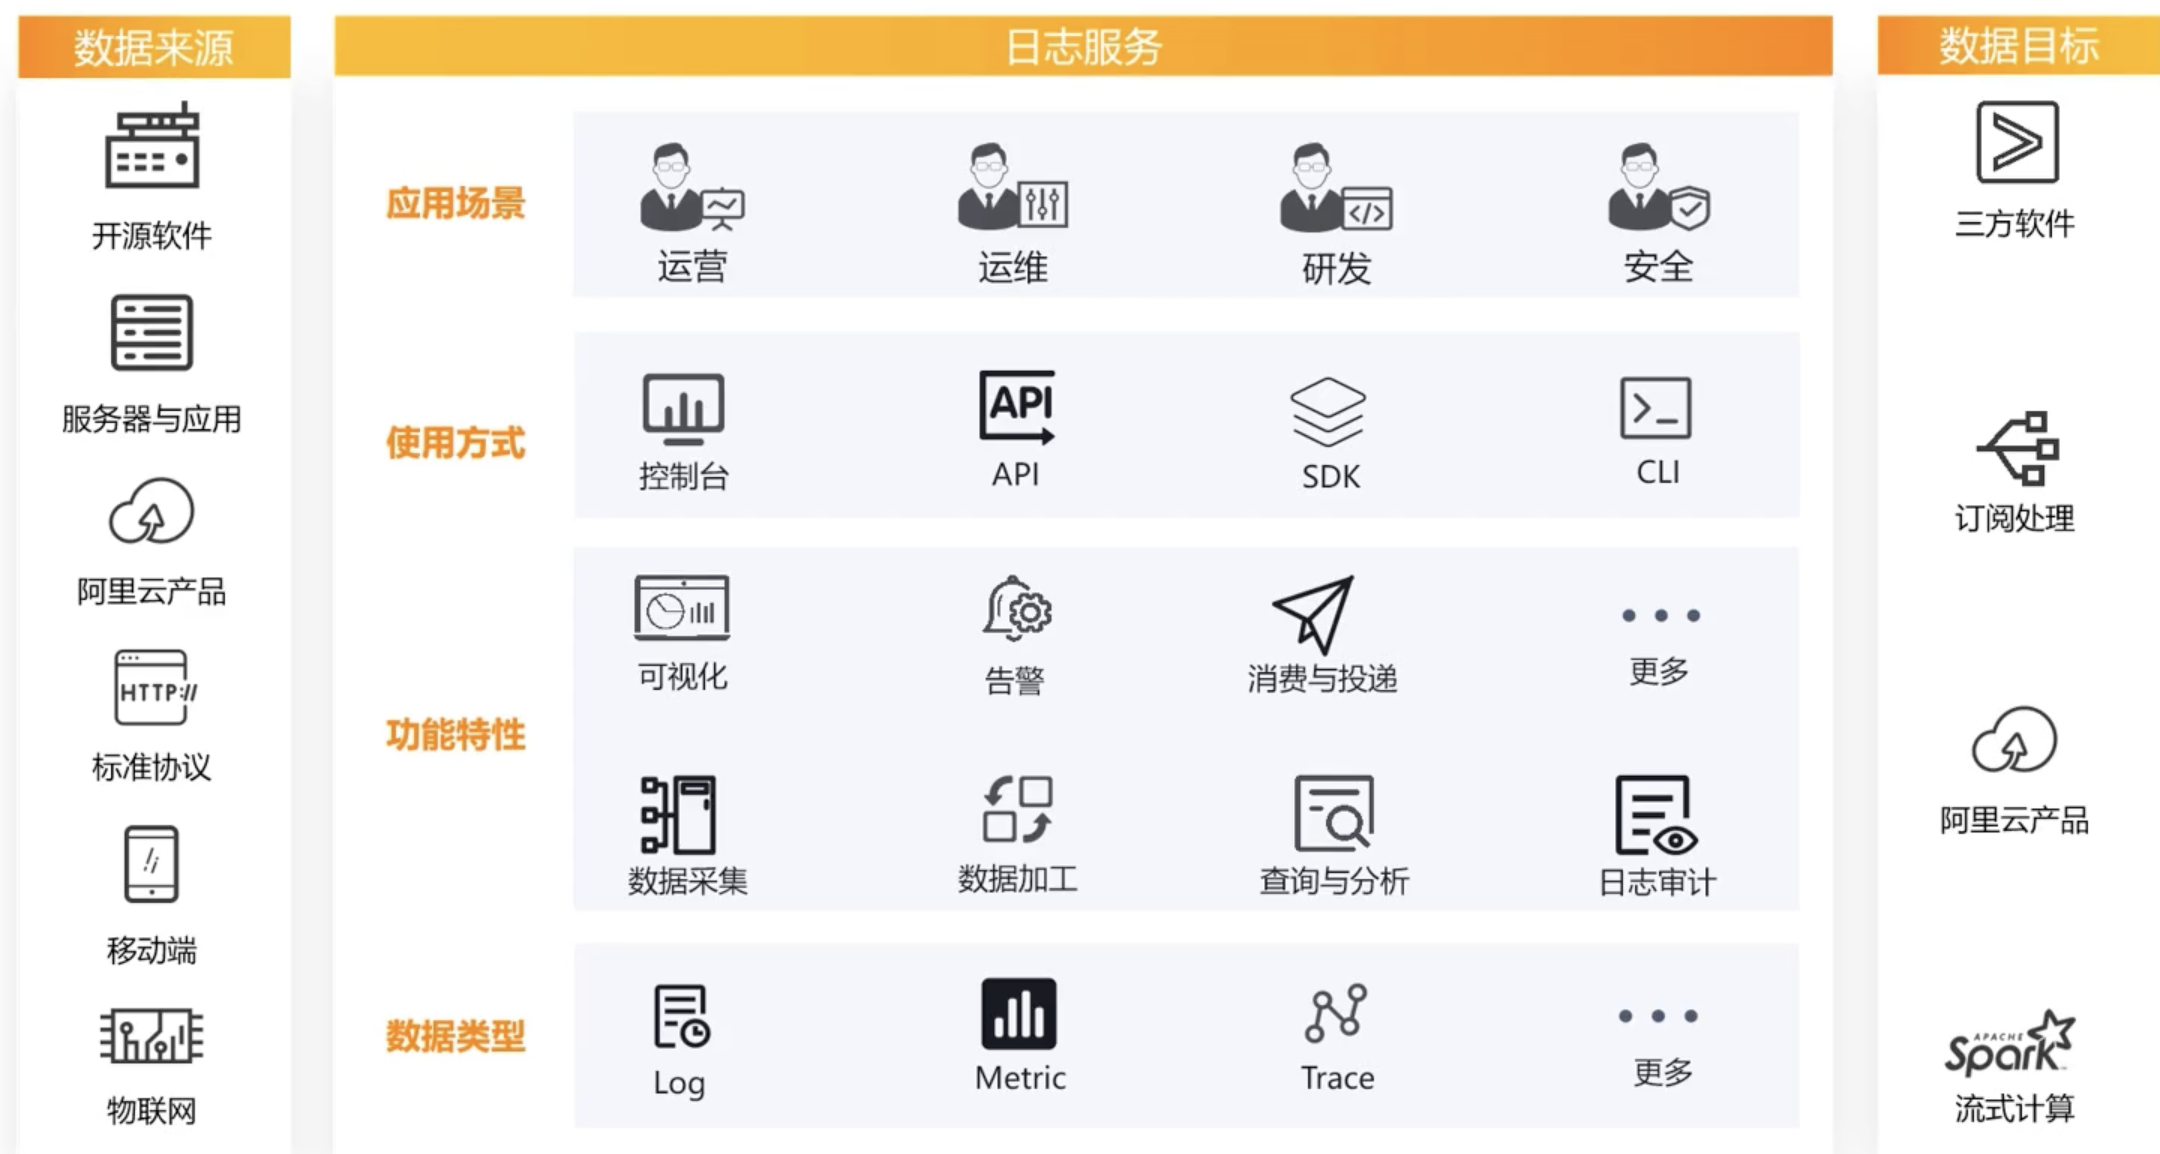 数据来源
开源软件
服务器与应用
阿里云产品
HTTP://
标准协议
移动端
物联网
日志服务
应用场景
运营
运维
研发
安全
使用方式
控制台
API
API
SDK
CLI
功能特性
可视化
告警
消费与投递
更多
数据采集
数据加工
查询与分析
日志审计
数据类型
Log
Metric
Trace
更多
数据目标
三方软件
订阅处理
阿里云产品
APACHE
Spark
流式计算